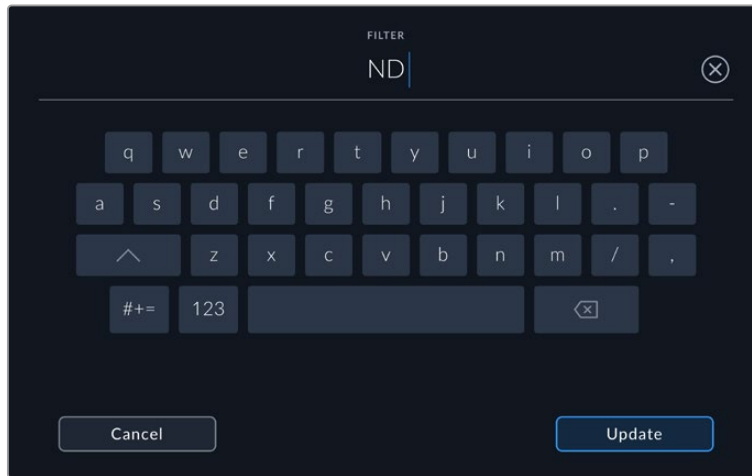 FILTER
ND
q w e r t y u i o p
a s d f g h j k l . -
z x c v b n m / ,
#+= 123
Cancel Update